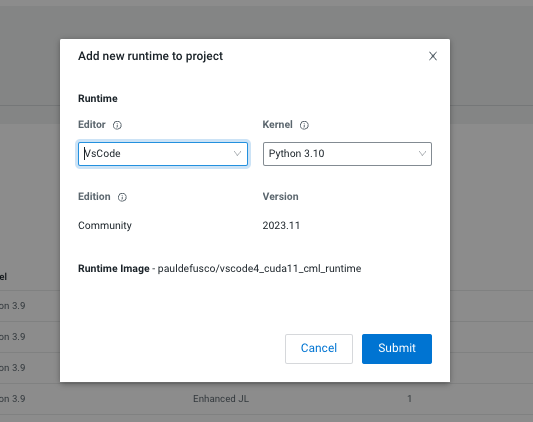 Add new runtime to project
Runtime
Editor Kernel
VsCode Python 3.10
Edition Version
Community 2023.11
Runtime Image - pauldefusco/vscode4_cuda11_cml_runtime
Cancel Submit
el
on 3.9
on 3.9
on 3.9
on 3.9 Enhanced JL 1